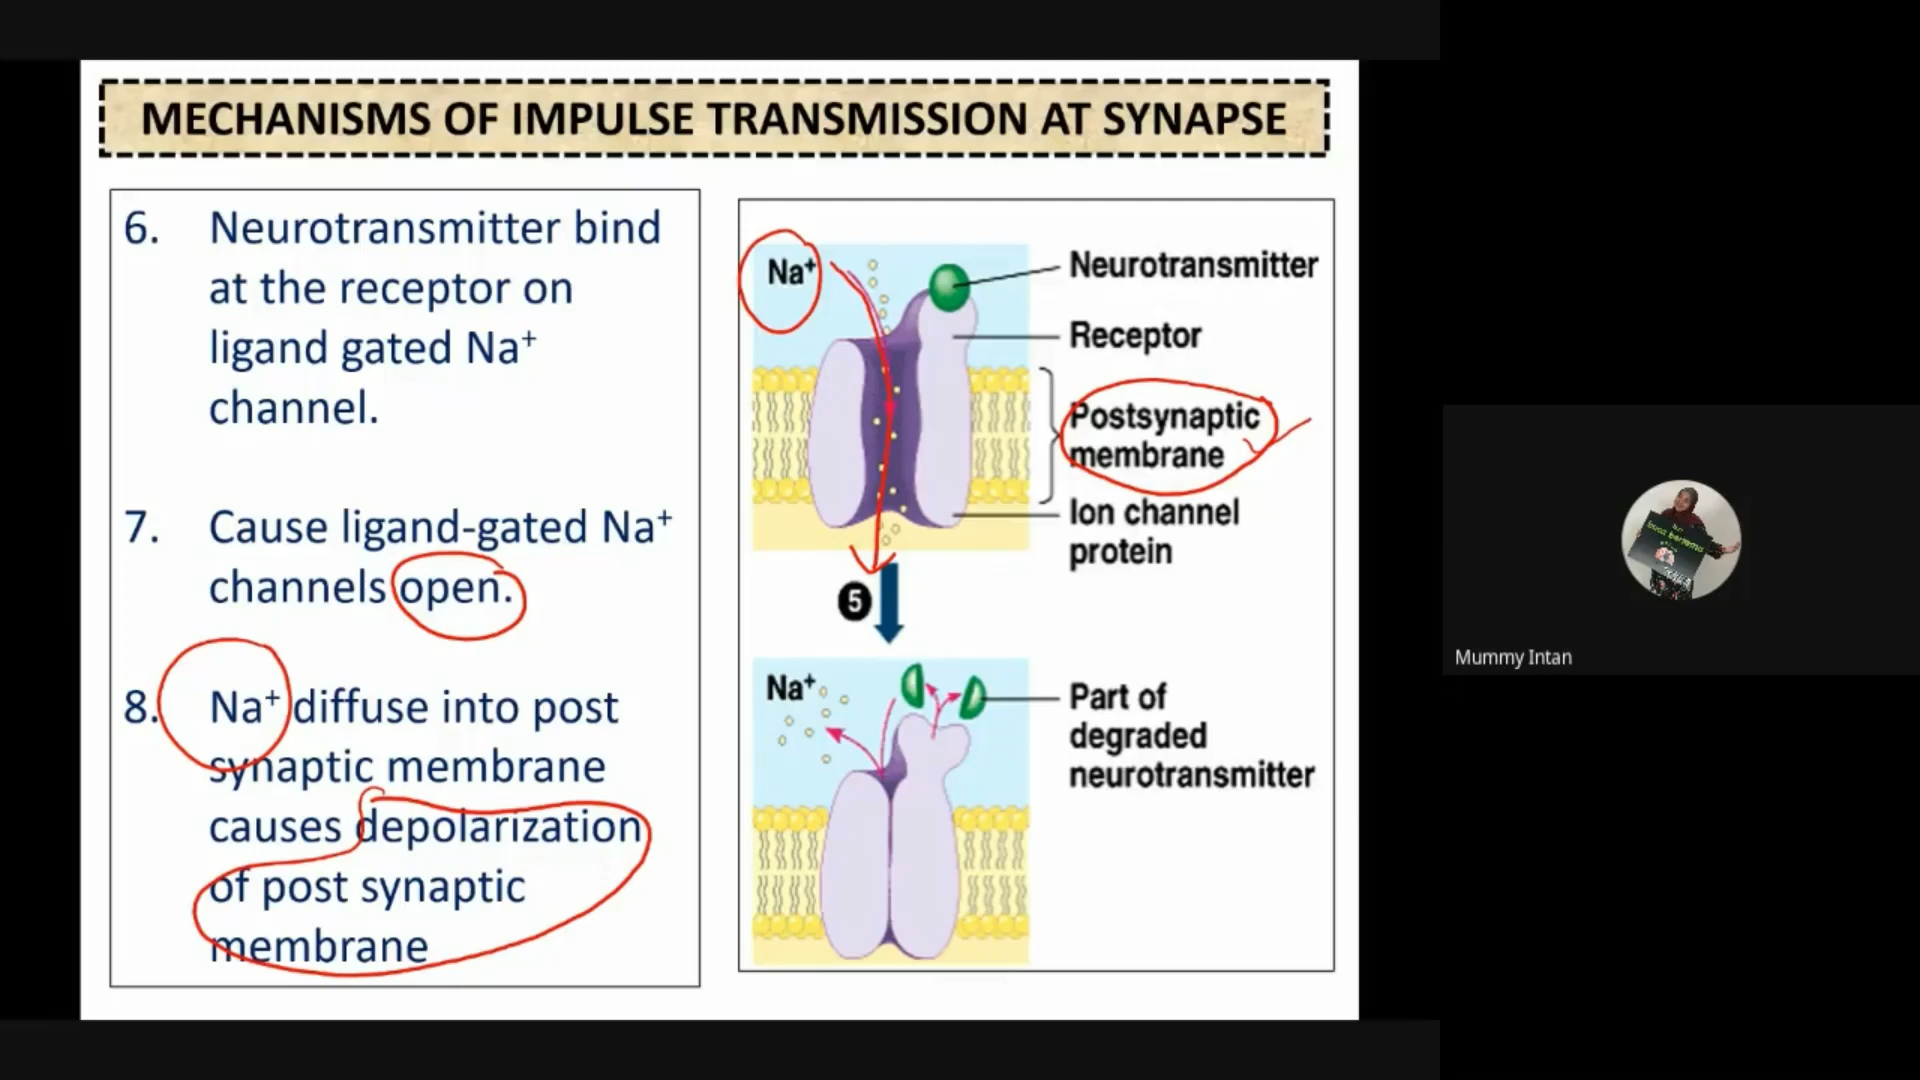 MECHANISMS OF IMPULSE TRANSMISSION AT SYNAPSE
6. Neurotransmitter bind
at the receptor on
ligand gated Na⁺
channel.
7. Cause ligand-gated Na⁺
channels open.
8. Na⁺ diffuse into post
synaptic membrane
causes depolarization
of post synaptic
membrane
Na⁺
Neurotransmitter
Receptor
Postsynaptic
membrane
Ion channel
protein
5
Na⁺
Part of
degraded
neurotransmitter
Mummy Intan